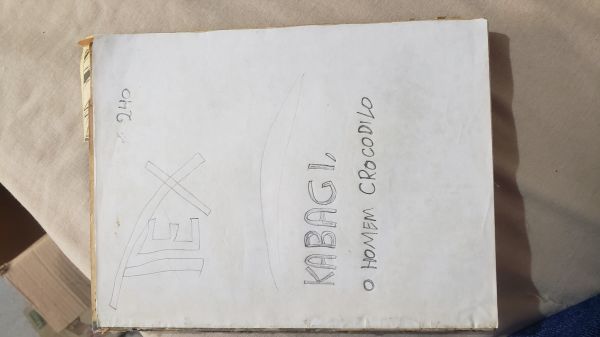 240
TEX
KABAGI,
O HOMEM CROCODILO